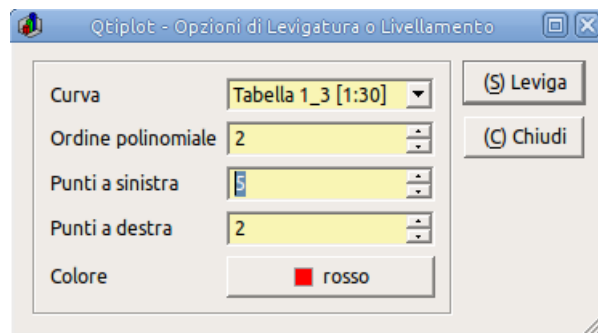 Qtiplot - Opzioni di Levigatura o Livellamento
Curva Tabella 1_3 [1:30]
(S) Leviga
Ordine polinomiale 2
(C) Chiudi
Punti a sinistra 5
Punti a destra 2
Colore rosso